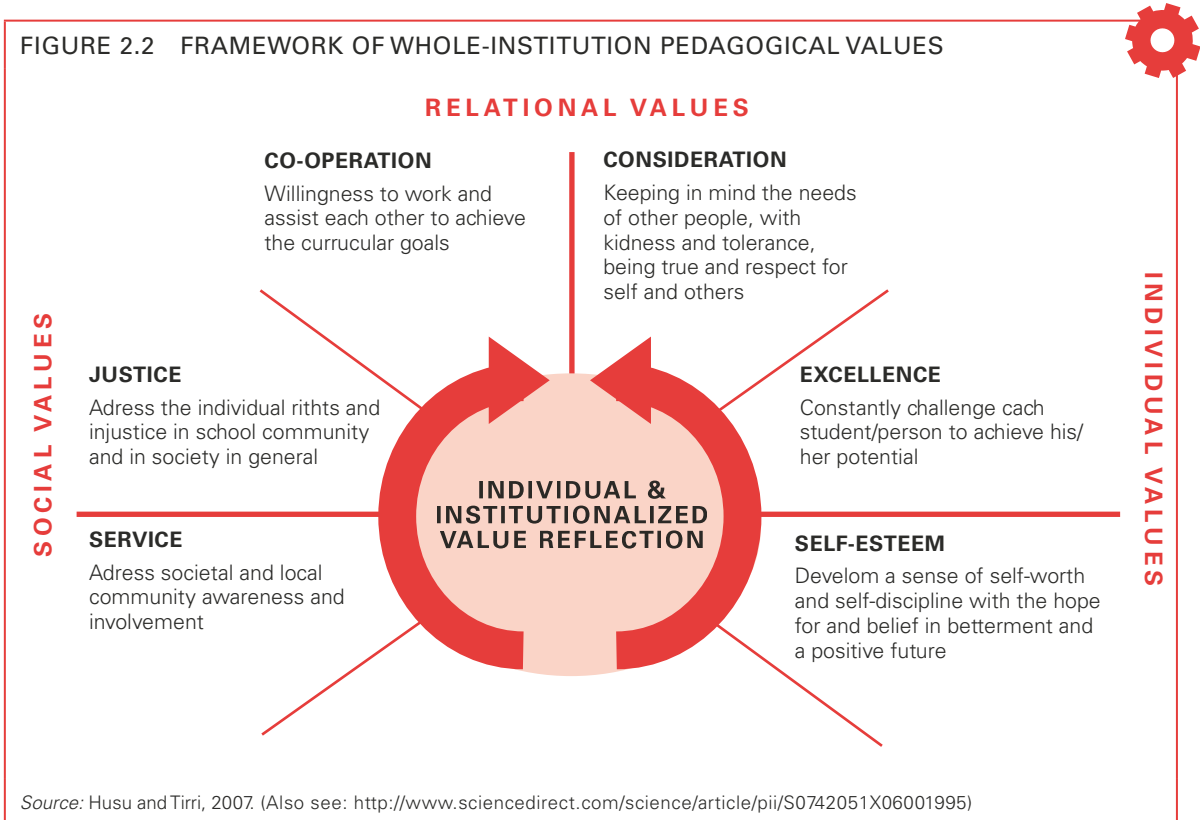 FIGURE 2.2 FRAMEWORK OF WHOLE-INSTITUTION PEDAGOGICAL VALUES
RELATIONAL VALUES
CO-OPERATION
Willingness to work and
assist each other to achieve
the currucular goals
CONSIDERATION
Keeping in mind the needs
of other people, with
kidness and tolerance,
being true and respect for
self and others
SOCIAL VALUES
JUSTICE
Adress the individual rithts and
injustice in school community
and in society in general
SERVICE
Adress societal and local
community awareness and
involvement
INDIVIDUAL &
INSTITUTIONALIZED
VALUE REFLECTION
EXCELLENCE
Constantly challenge cach
student/person to achieve his/
her potential
SELF-ESTEEM
Develom a sense of self-worth
and self-discipline with the hope
for and belief in betterment and
a positive future
INDIVIDUAL VALUES
Source: Husu and Tirri, 2007. (Also see: http://www.sciencedirect.com/science/article/pii/S0742051X06001995)